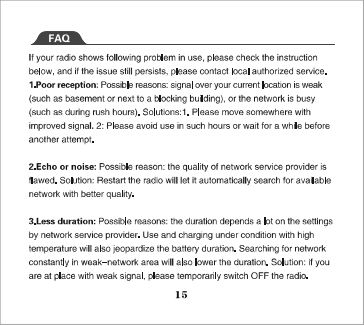 FAQ
If your radio shows following problem in use, please check the instruction
below, and if the issue still persists, please contact local authorized service.
1.Poor reception: Possible reasons: signal over your current location is weak
(such as basement or next to a blocking building), or the network is busy
(such as during rush hours). Solutions:1. Please move somewhere with
improved signal. 2: Please avoid use in such hours or wait for a while before
another attempt.
2.Echo or noise: Possible reason: the quality of network service provider is
flawed. Solution: Restart the radio will let it automatically search for available
network with better quality.
3.Less duration: Possible reasons: the duration depends a lot on the settings
by network service provider. Use and charging under condition with high
temperature will also jeopardize the battery duration. Searching for network
constantly in weak-network area will also lower the duration. Solution: if you
are at place with weak signal, please temporarily switch OFF the radio.
15